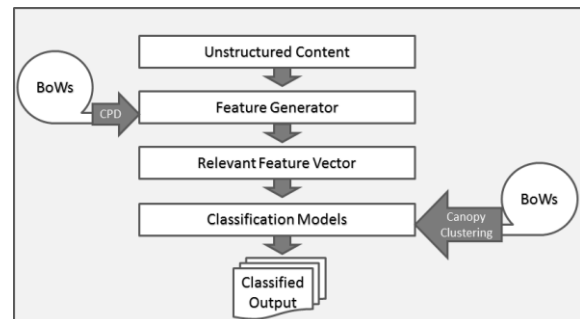 Unstructured Content
BoWs
CPD
Feature Generator
Relevant Feature Vector
Classification Models
Canopy
Clustering
BoWs
Classified
Output